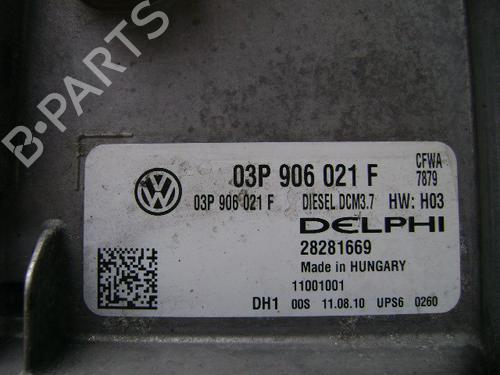 B-PARTS
03P 906 021 F CFWA
7879
03P 906 021 F DIESEL DCM3.7 HW: H03
DELPHI
28281669
Made in HUNGARY
11001001
DH1 00S 11.08.10 UPS6 0260